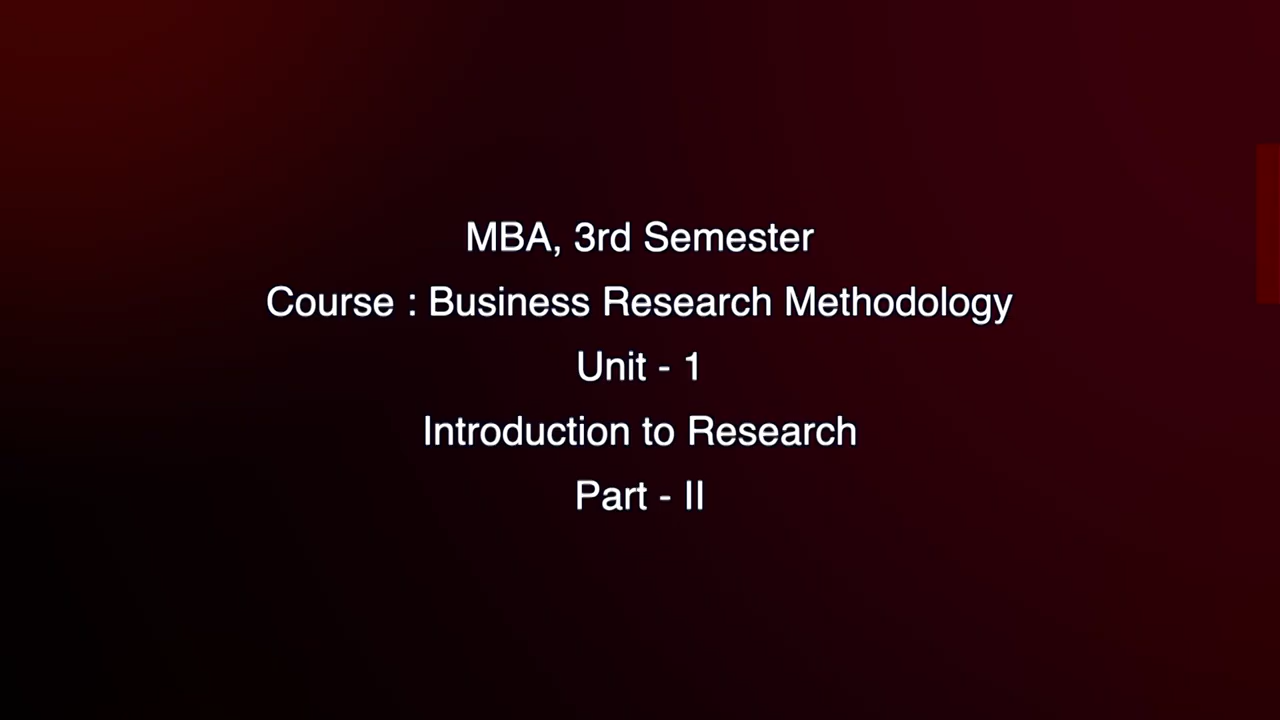 MBA, 3rd Semester
Course : Business Research Methodology
Unit - 1
Introduction to Research
Part - II